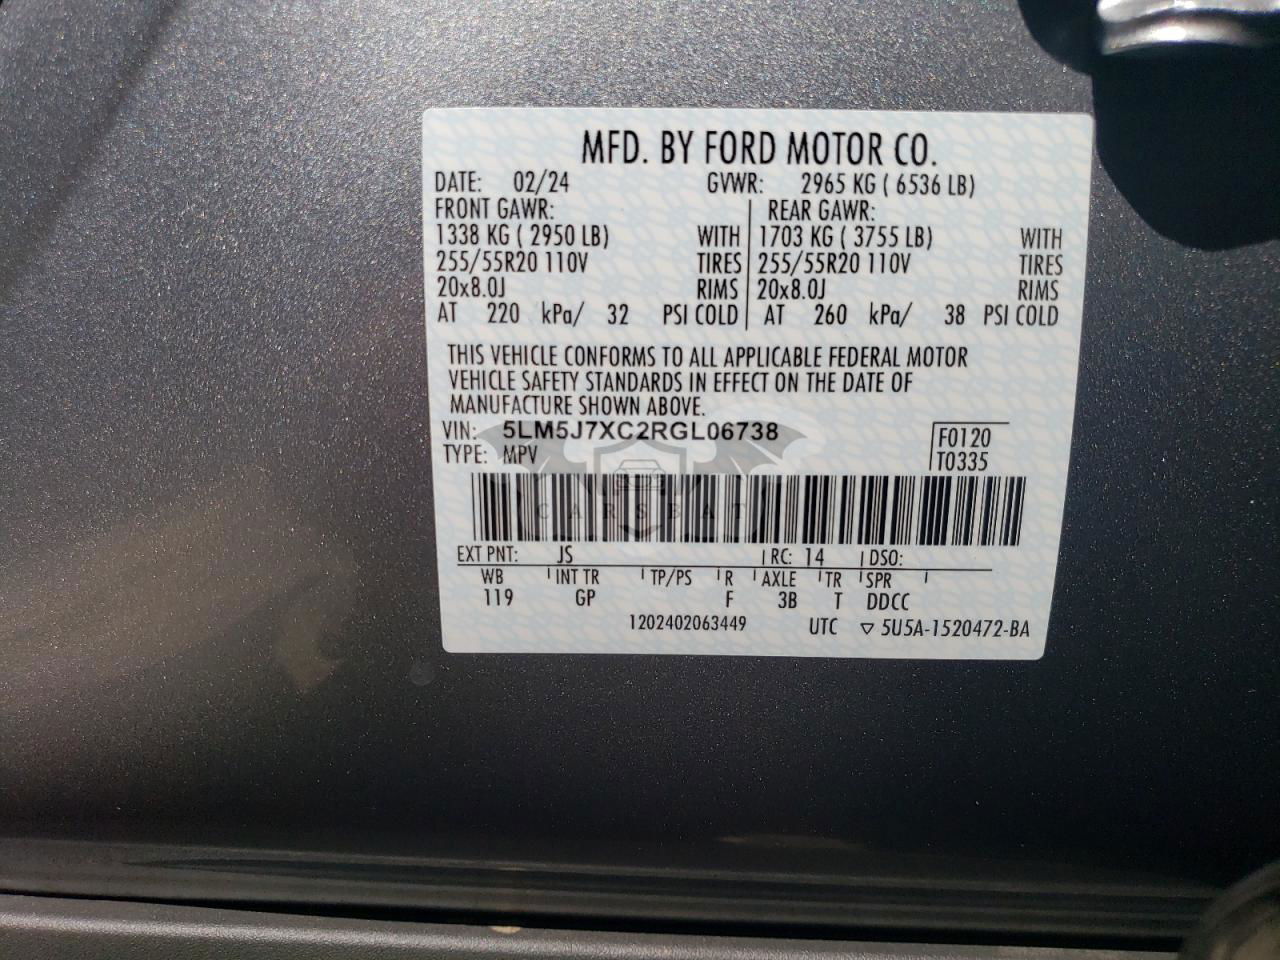 MFD. BY FORD MOTOR CO.
DATE: 02/24 GVWR: 2965 KG ( 6536 LB)
FRONT GAWR: REAR GAWR:
1338 KG ( 2950 LB) WITH 1703 KG ( 3755 LB) WITH
255/55R20 110V TIRES 255/55R20 110V TIRES
20x8.0J RIMS 20x8.0J RIMS
AT 220 kPa/ 32 PSI COLD AT 260 kPa/ 38 PSI COLD
THIS VEHICLE CONFORMS TO ALL APPLICABLE FEDERAL MOTOR
VEHICLE SAFETY STANDARDS IN EFFECT ON THE DATE OF
MANUFACTURE SHOWN ABOVE.
VIN: 5LM5J7XC2RGL06738 F0120
TYPE: MPV T0335
CARSBAT
EXT PNT: JS RC: 14 DSO:
WB INT TR TP/PS R AXLE TR SPR
119 GP F 3B T DDCC
1202402063449 UTC ▽ 5U5A-1520472-BA